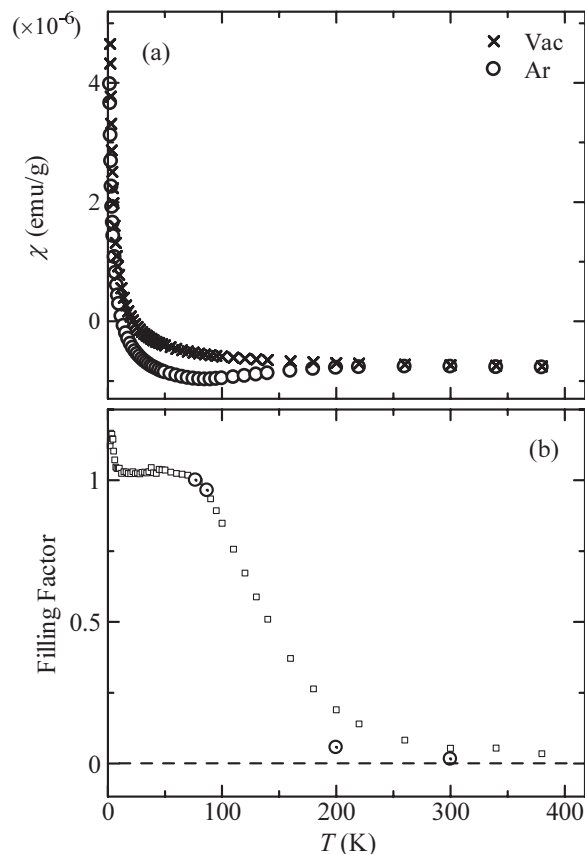 (×10⁻⁶)
(a)
× Vac
○ Ar
4
2
0
χ (emu/g)
(b)
1
0.5
0
Filling Factor
0 100 200 300 400
T (K)